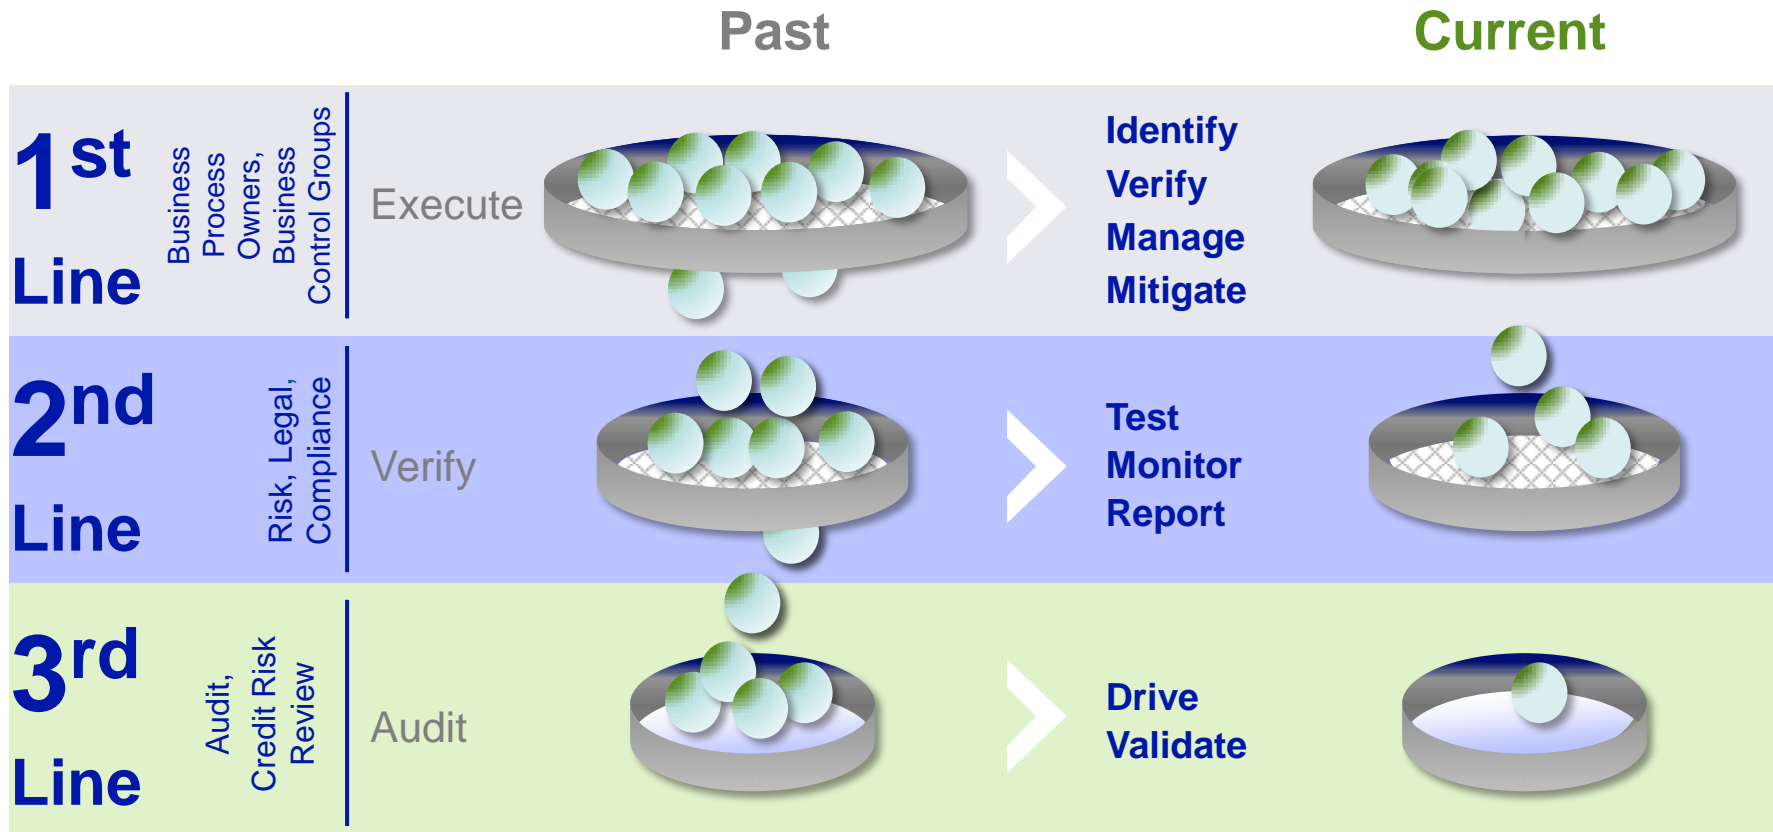 Past
Current
1st
Line
Business
Process
Owners,
Business
Control Groups
Execute
Identify
Verify
Manage
Mitigate
2nd
Line
Risk, Legal,
Compliance
Verify
Test
Monitor
Report
3rd
Line
Audit,
Credit Risk
Review
Audit
Drive
Validate